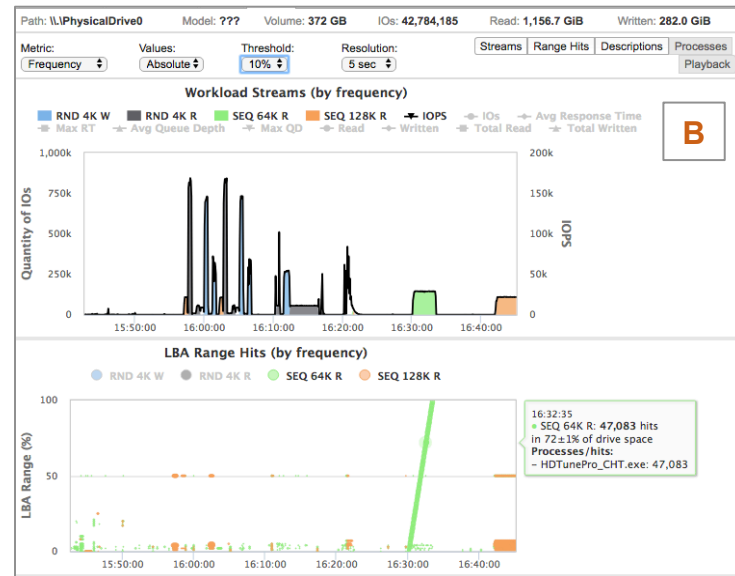 Path: \\.\PhysicalDrive0 Model: ??? Volume: 372 GB IOs: 42,784,185 Read: 1,156.7 GiB Written: 282.0 GiB
Metric: Values: Threshold: Resolution: Streams Range Hits Descriptions Processes
Frequency Absolute 10% 5 sec Playback
Workload Streams (by frequency)
RND 4K W RND 4K R SEQ 64K R SEQ 128K R IOPS IOs Avg Response Time
Max RT Avg Queue Depth Max QD Read Written Total Read Total Written
B
1,000k 200k
750k 150k
500k 100k
250k 50k
0 0
Quantity of IOs
IOPS
15:50:00 16:00:00 16:10:00 16:20:00 16:30:00 16:40:00
LBA Range Hits (by frequency)
RND 4K W RND 4K R SEQ 64K R SEQ 128K R
100
50
0
LBA Range (%)
16:32:35
SEQ 64K R: 47,083 hits
in 72±1% of drive space
Processes/hits:
– HDTunePro_CHT.exe: 47,083
15:50:00 16:00:00 16:10:00 16:20:00 16:30:00 16:40:00